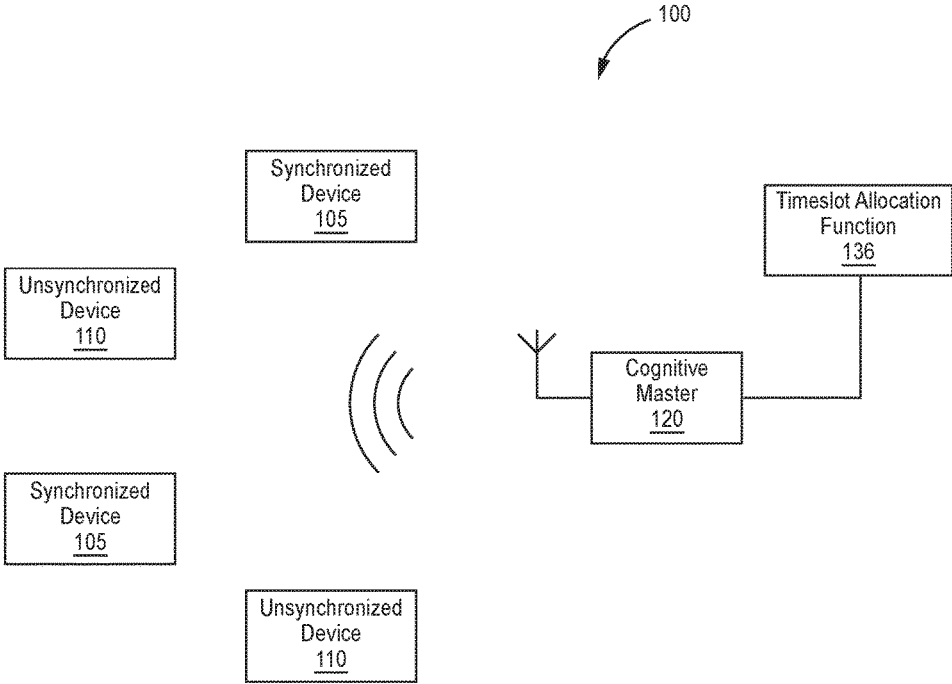 100
Synchronized
Device
105
Timeslot Allocation
Function
136
Unsynchronized
Device
110
Cognitive
Master
120
Synchronized
Device
105
Unsynchronized
Device
110